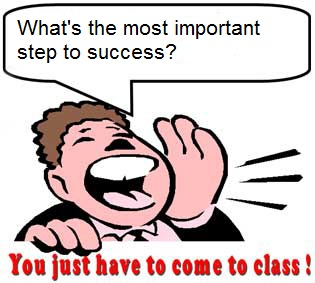 What's the most important
step to success?
You just have to come to class !